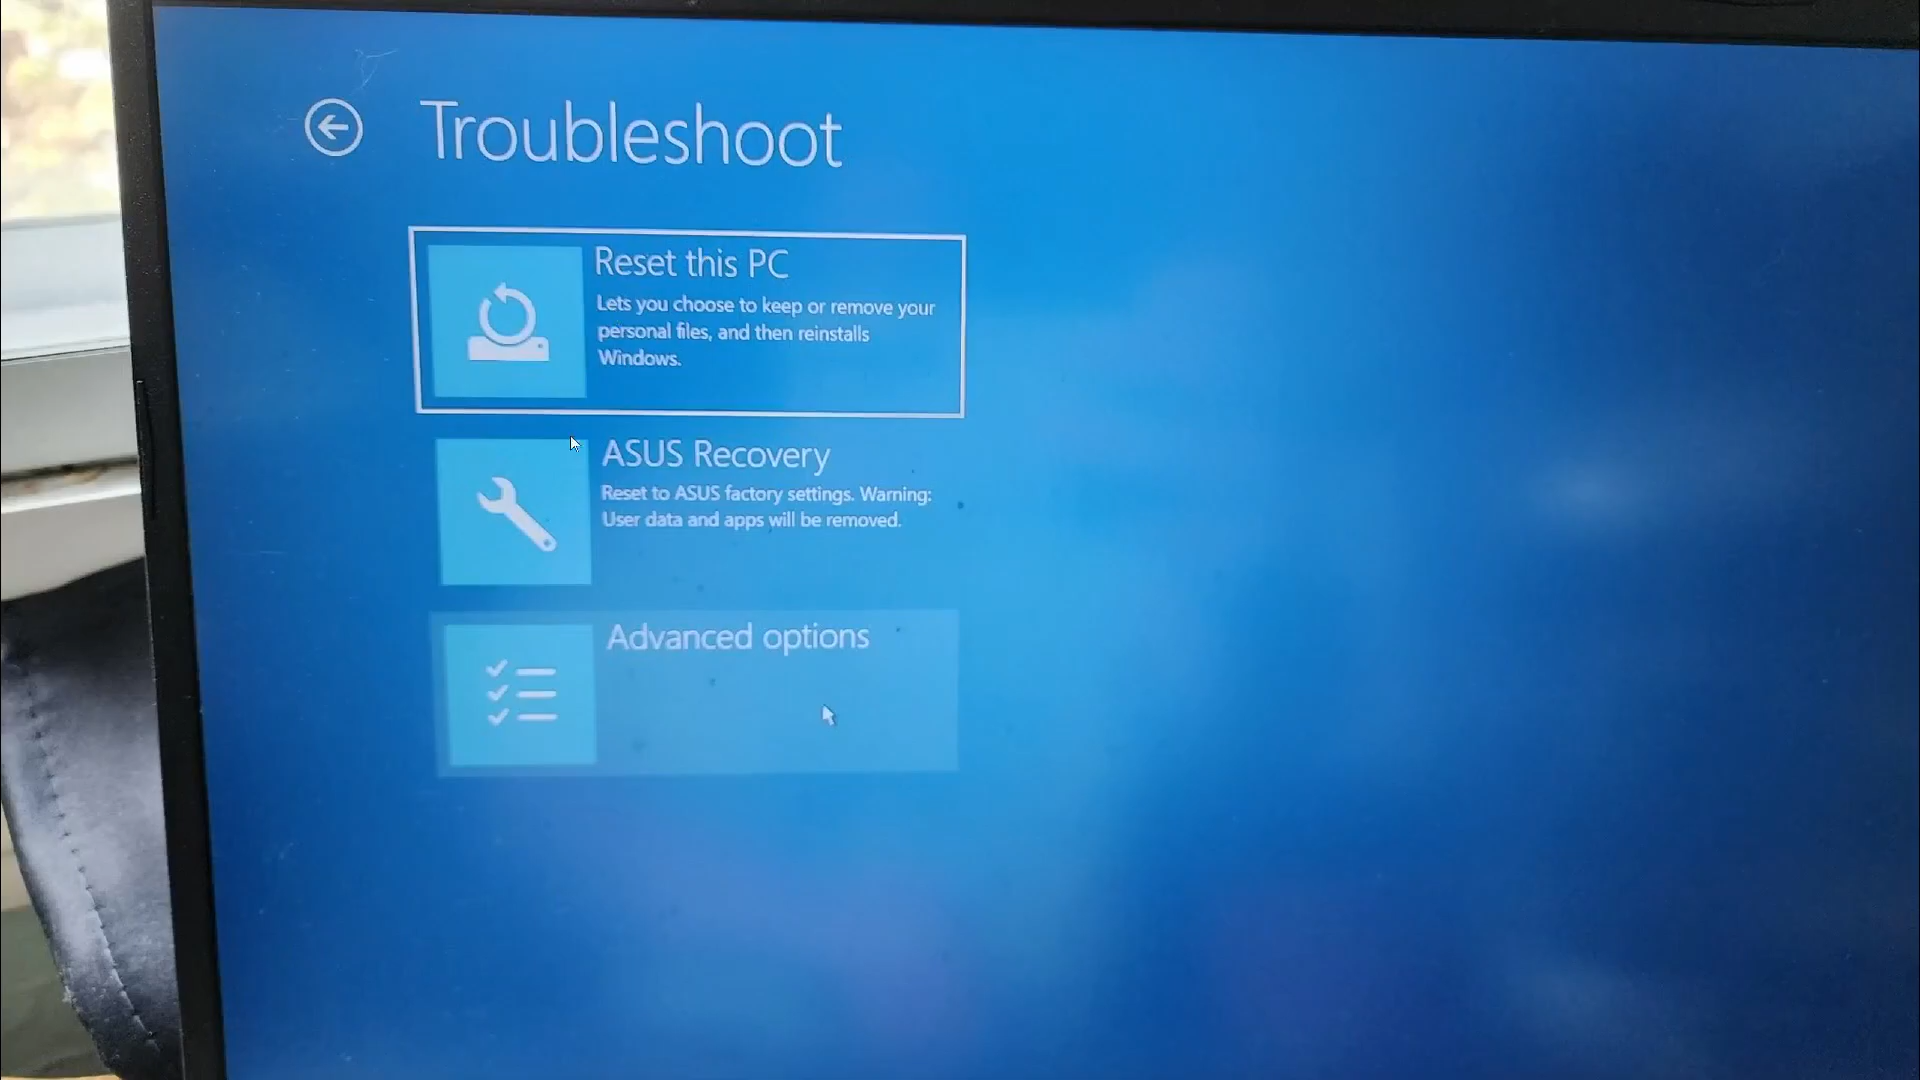 Troubleshoot
Reset this PC
Lets you choose to keep or remove your
personal files, and then reinstalls
Windows.
ASUS Recovery
Reset to ASUS factory settings. Warning:
User data and apps will be removed.
Advanced options